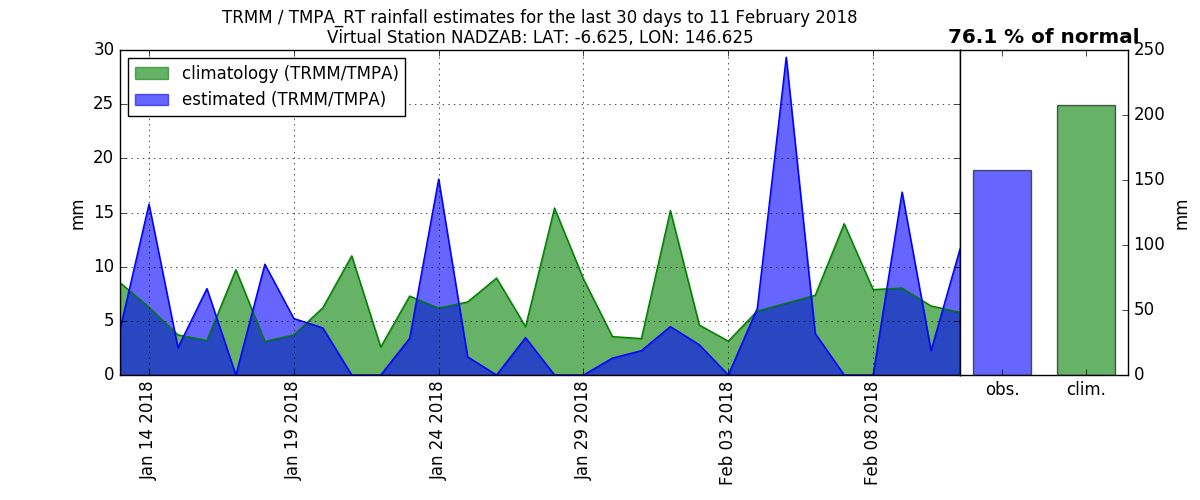 TRMM / TMPA_RT rainfall estimates for the last 30 days to 11 February 2018
Virtual Station NADZAB: LAT: -6.625, LON: 146.625
76.1 % of normal
climatology (TRMM/TMPA)
estimated (TRMM/TMPA)
30
25
20
15
10
5
0
mm
250
200
150
100
50
0
mm
Jan 14 2018
Jan 19 2018
Jan 24 2018
Jan 29 2018
Feb 03 2018
Feb 08 2018
obs.
clim.